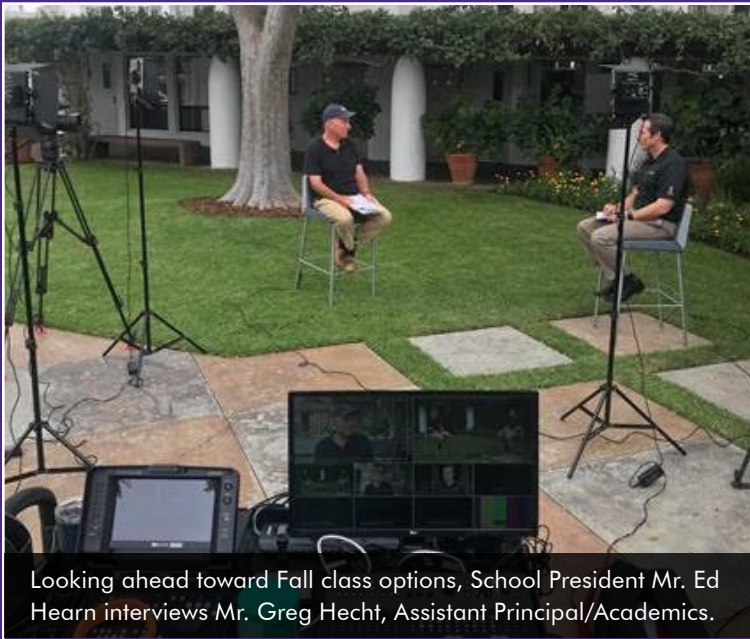 Looking ahead toward Fall class options, School President Mr. Ed
Hearn interviews Mr. Greg Hecht, Assistant Principal/Academics.